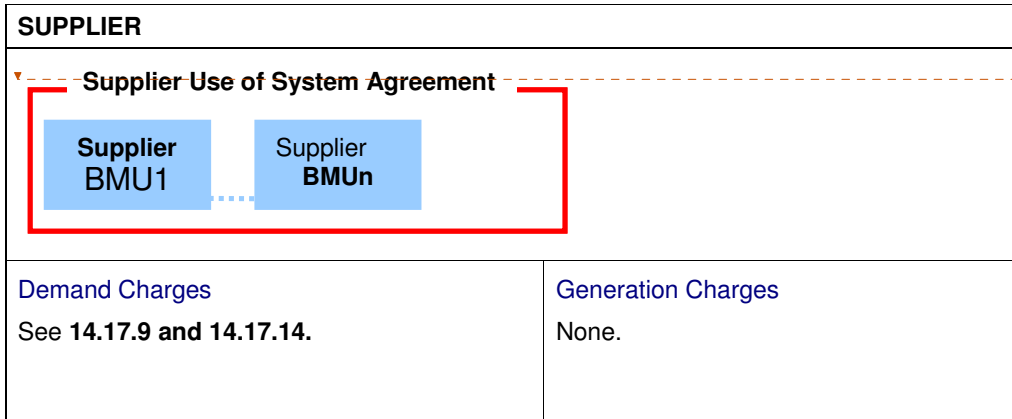 SUPPLIER
Supplier Use of System Agreement
Supplier
BMU1
Supplier
BMUn
Demand Charges
See 14.17.9 and 14.17.14.
Generation Charges
None.